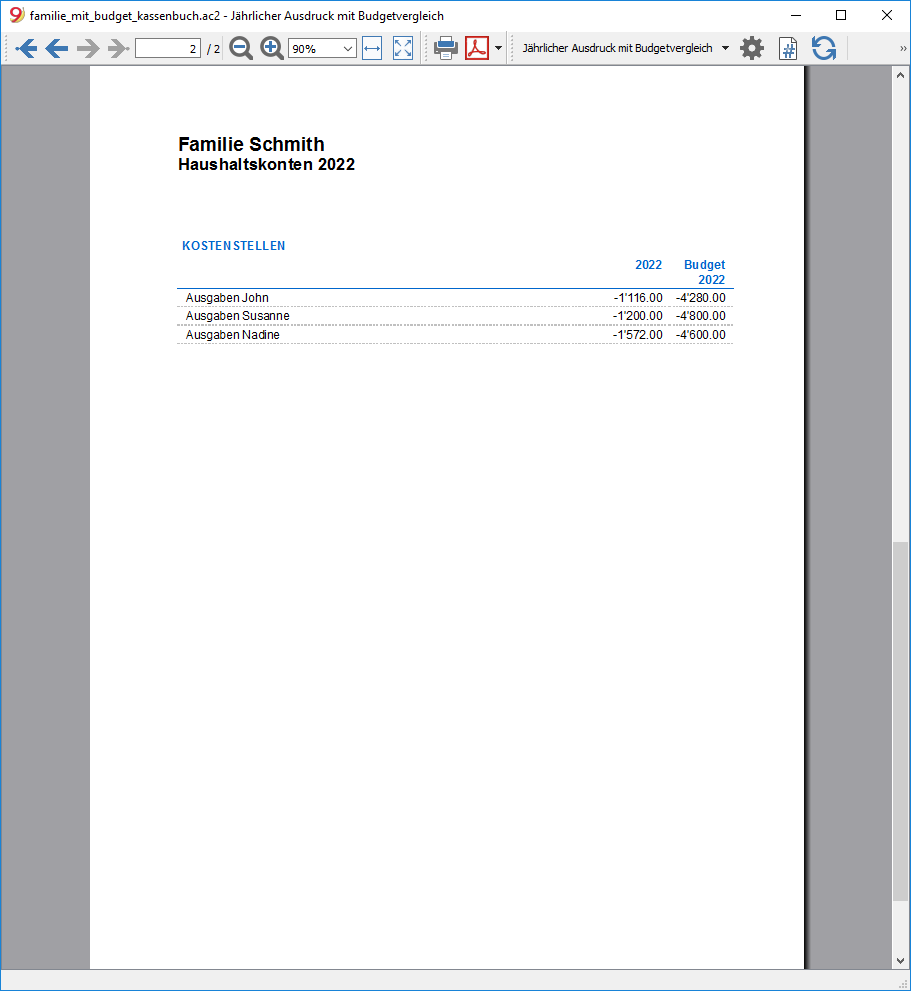 familie_mit_budget_kassenbuch.ac2 - Jährlicher Ausdruck mit Budgetvergleich
2 / 2 90% Jährlicher Ausdruck mit Budgetvergleich »
Familie Schmith
Haushaltskonten 2022
KOSTENSTELLEN
2022 Budget
2022
Ausgaben John -1'116.00 -4'280.00
Ausgaben Susanne -1'200.00 -4'800.00
Ausgaben Nadine -1'572.00 -4'600.00